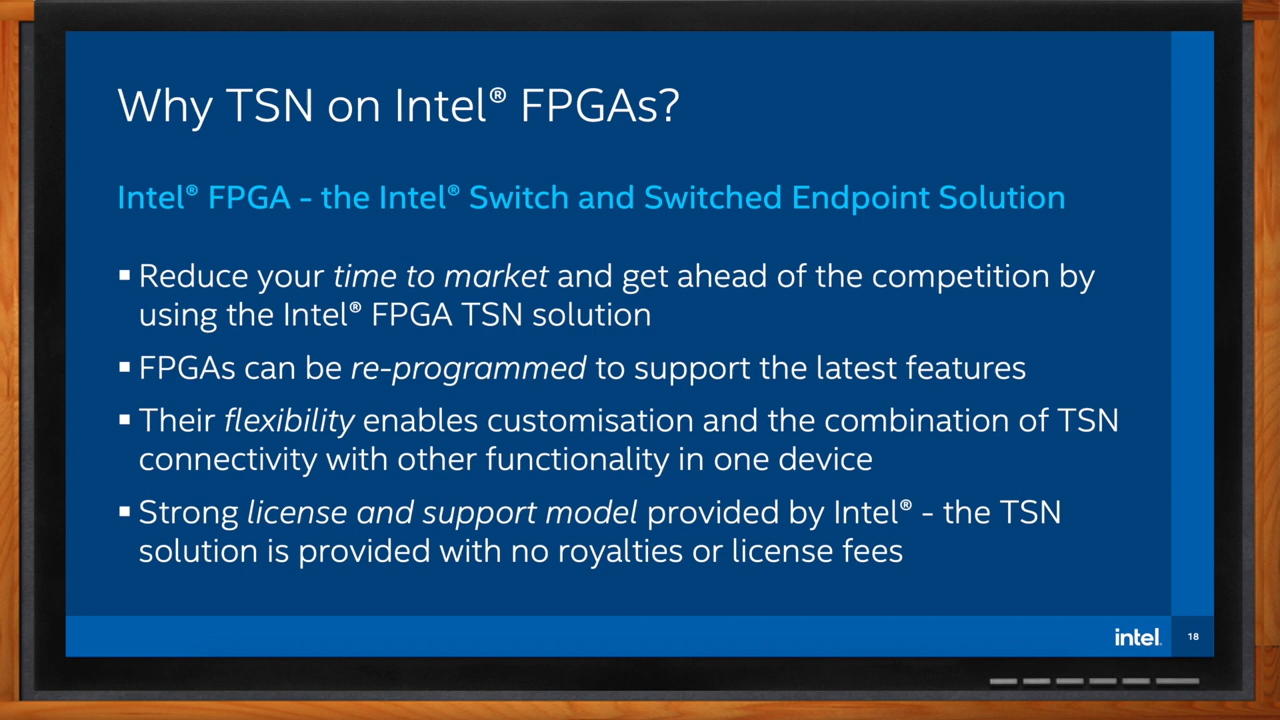 Why TSN on Intel® FPGAs?
Intel® FPGA - the Intel® Switch and Switched Endpoint Solution
▪ Reduce your time to market and get ahead of the competition by
using the Intel® FPGA TSN solution
▪ FPGAs can be re-programmed to support the latest features
▪ Their flexibility enables customisation and the combination of TSN
connectivity with other functionality in one device
▪ Strong license and support model provided by Intel® - the TSN
solution is provided with no royalties or license fees
intel.
18